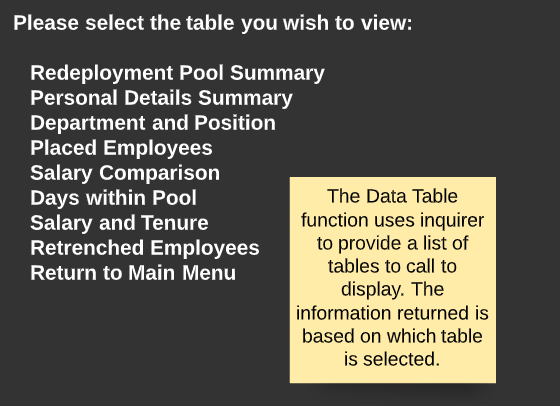 Please select the table you wish to view:
Redeployment Pool Summary
Personal Details Summary
Department and Position
Placed Employees
Salary Comparison
Days within Pool
Salary and Tenure
Retrenched Employees
Return to Main Menu
The Data Table
function uses inquirer
to provide a list of
tables to call to
display. The
information returned is
based on which table
is selected.